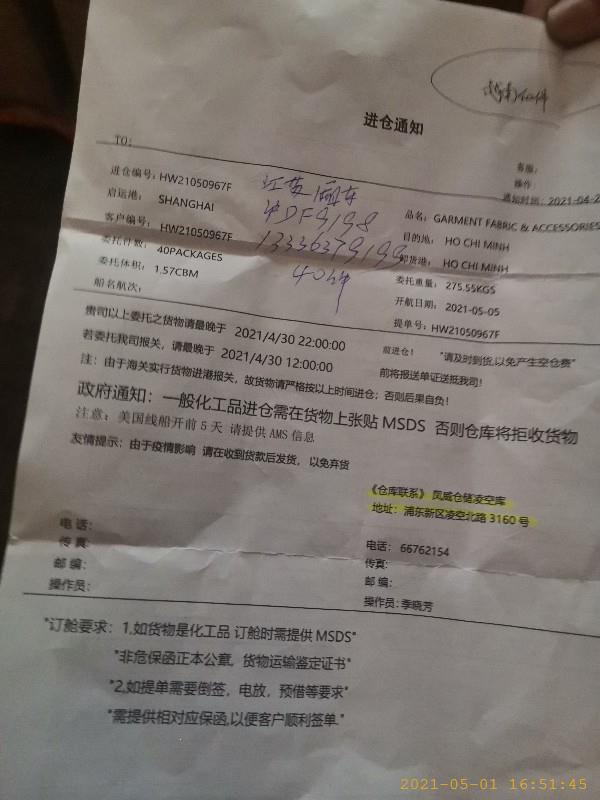 进仓通知
TO:
客服:
操作:
通知时间: 2021-04-2
进仓编号: HW21050967F
品名: GARMENT FABRIC & ACCESSORIES
启运港: SHANGHAI
目的地: HO CHI MINH
客户编号: HW21050967F
卸货港: HO CHI MINH
委托件数: 40PACKAGES
委托重量: 275.55KGS
委托体积: 1.57CBM
开航日期: 2021-05-05
船名航次:
提单号: HW21050967F
江苏
DF9198
13336379199
40件
贵司以上委托之货物请最晚于 2021/4/30 22:00:00 前进仓! "请及时到货,以免产生空仓费"
若委托我司报关, 请最晚于 2021/4/30 12:00:00 前将报送单证送抵我司!
注: 由于海关实行货物进港报关, 故货物请严格按以上时间进仓; 否则后果自负!
政府通知: 一般化工品进仓需在货物上张贴 MSDS 否则仓库将拒收货物
注意: 美国线船开前 5 天 请提供 AMS 信息
友情提示: 由于疫情影响 请在收到货款后发货, 以免弃货
《仓库联系》 凤威仓储凌空库
地址: 浦东新区凌空北路 3160 号
电话:
电话: 66762154
传真:
传真:
邮编:
邮编:
操作员:
操作员: 季晓芳
"订舱要求: 1,如货物是化工品 订舱时需提供 MSDS"
"非危保函正本公章, 货物运输鉴定证书"
"2,如提单需要倒签, 电放, 预借等要求"
"需提供相对应保函,以便客户顺利签单."
2021-05-01 16:51:45